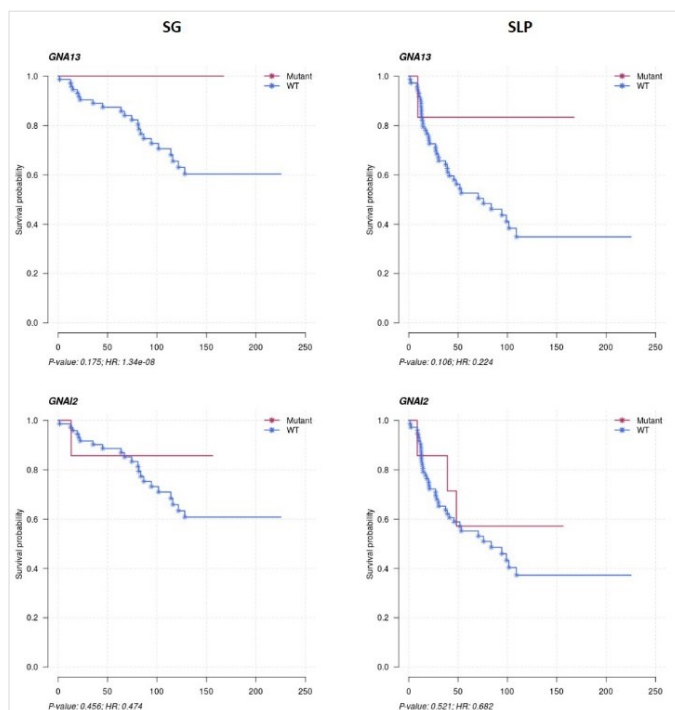 SG
SLP
GNA13
Mutant
WT
Survival probability
1.0
0.8
0.6
0.4
0.2
0.0
0 50 100 150 200 250
P-value: 0.175; HR: 1.34e-08
GNA13
Mutant
WT
Survival probability
1.0
0.8
0.6
0.4
0.2
0.0
0 50 100 150 200 250
P-value: 0.106; HR: 0.224
GNAI2
Mutant
WT
Survival probability
1.0
0.8
0.6
0.4
0.2
0.0
0 50 100 150 200 250
P-value: 0.456; HR: 0.474
GNAI2
Mutant
WT
Survival probability
1.0
0.8
0.6
0.4
0.2
0.0
0 50 100 150 200 250
P-value: 0.521; HR: 0.682